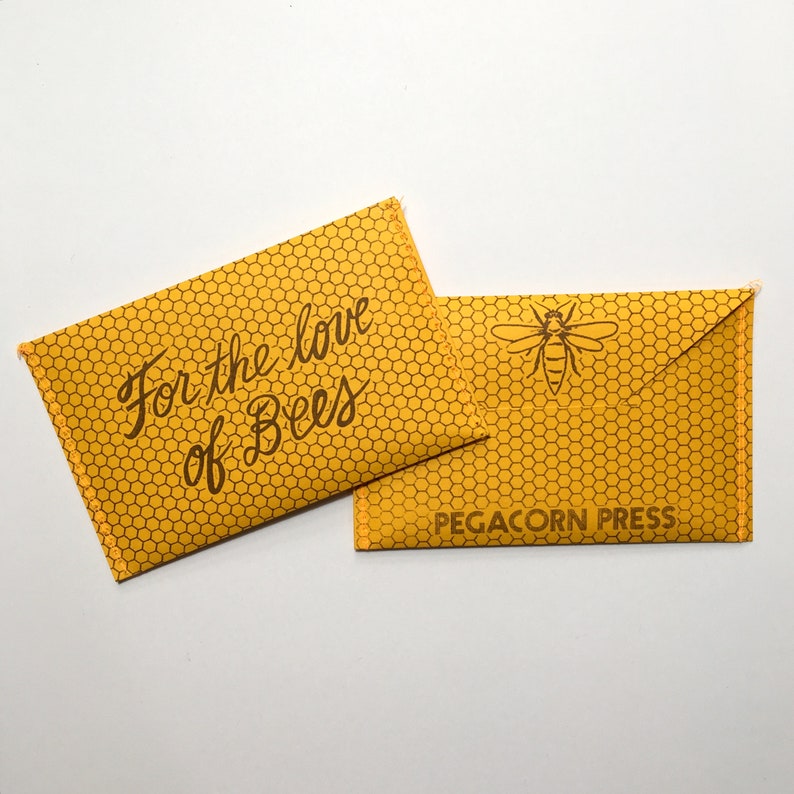 For the love
of Bees
PEGACORN PRESS